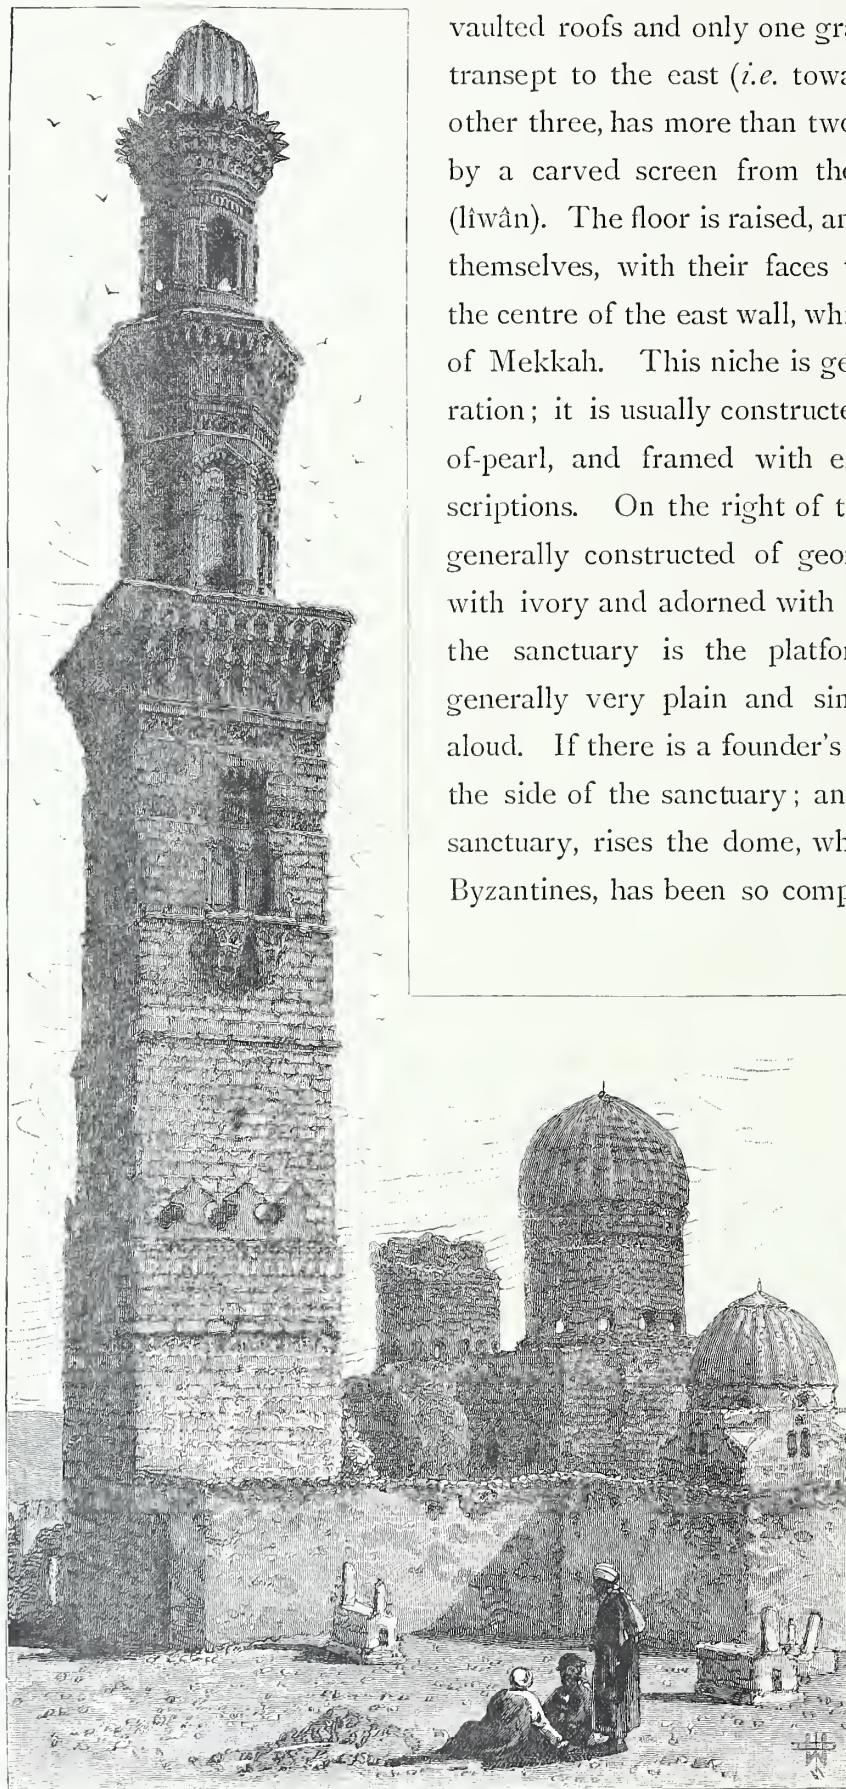 vaulted roofs and only one gra
transept to the east (i.e. towa
other three, has more than two
by a carved screen from the
(lîwân). The floor is raised, an
themselves, with their faces
the centre of the east wall, whi
of Mekkah. This niche is ge
ration; it is usually constructe
of-pearl, and framed with e
scriptions. On the right of t
generally constructed of geo
with ivory and adorned with
the sanctuary is the platfor
generally very plain and sim
aloud. If there is a founder's
the side of the sanctuary; an
sanctuary, rises the dome, wh
Byzantines, has been so comp